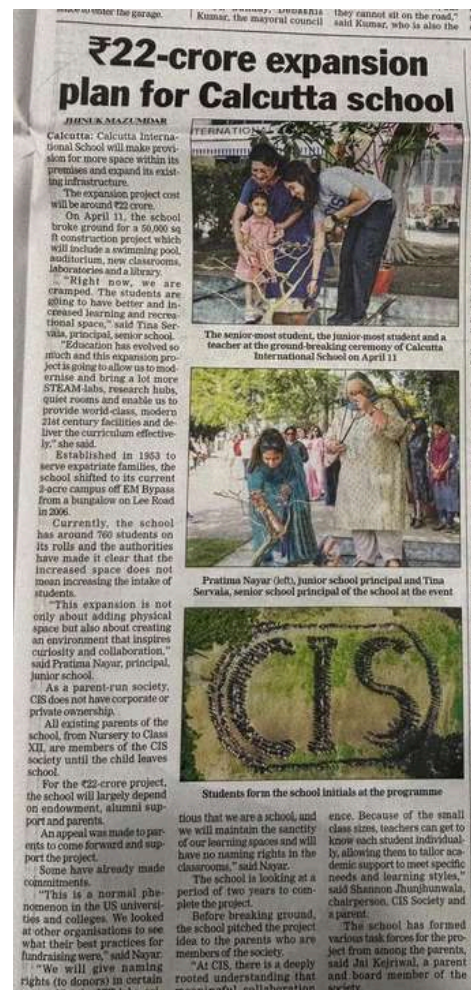 to enter the garage.
Kumar, the mayoral council
they cannot sit on the road,"
said Kumar, who is also the
₹22-crore expansion
plan for Calcutta school
JHINUK MAZUMDAR
Calcutta: Calcutta Interna-
tional School will make provi-
sion for more space within its
premises and expand its exist-
ing infrastructure.
The expansion project cost
will be around ₹22 crore.
On April 11, the school
broke ground for a 50,000 sq
ft construction project which
will include a swimming pool,
auditorium, new classrooms,
laboratories and a library.
"Right now, we are
cramped. The students are
going to have better and in-
creased learning and recrea-
tional space," said Tina Ser-
vaia, principal, senior school.
"Education has evolved so
much and this expansion pro-
ject is going to allow us to mod-
ernise and bring a lot more
STEAM-labs, research hubs,
quiet rooms and enable us to
provide world-class, modern
21st century facilities and de-
liver the curriculum effective-
ly," she said.
Established in 1953 to
serve expatriate families, the
school shifted to its current
2-acre campus off EM Bypass
from a bungalow on Lee Road
in 2006.
Currently, the school
has around 760 students on
its rolls and the authorities
have made it clear that the
increased space does not
mean increasing the intake of
students.
"This expansion is not
only about adding physical
space but also about creating
an environment that inspires
curiosity and collaboration,"
said Pratima Nayar, principal,
junior school.
As a parent-run society,
CIS does not have corporate or
private ownership.
All existing parents of the
school, from Nursery to Class
XII, are members of the CIS
society until the child leaves
school.
For the ₹22-crore project,
the school will largely depend
on endowment, alumni sup-
port and parents.
An appeal was made to par-
ents to come forward and sup-
port the project.
Some have already made
commitments.
"This is a normal phe-
nomenon in the US universi-
ties and colleges. We looked
at other organisations to see
what their best practices for
fundraising were," said Nayar.
"We will give naming
rights (to donors) in certain
TERNATIONAL
CIS
The senior-most student, the junior-most student and a
teacher at the ground-breaking ceremony of Calcutta
International School on April 11
Pratima Nayar (left), junior school principal and Tina
Servaia, senior school principal of the school at the event
CIS
Students form the school initials at the programme
tious that we are a school, and
we will maintain the sanctity
of our learning spaces and will
have no naming rights in the
classrooms," said Nayar.
The school is looking at a
period of two years to com-
plete the project.
Before breaking ground,
the school pitched the project
idea to the parents who are
members of the society.
"At CIS, there is a deeply
rooted understanding that
meaningful collaboration
ence. Because of the small
class sizes, teachers can get to
know each student individual-
ly, allowing them to tailor aca-
demic support to meet specific
needs and learning styles,"
said Shannon Jhunjhunwala,
chairperson, CIS Society and
a parent.
The school has formed
various task forces for the pro-
ject from among the parents,
said Jai Kejriwal, a parent
and board member of the
society.